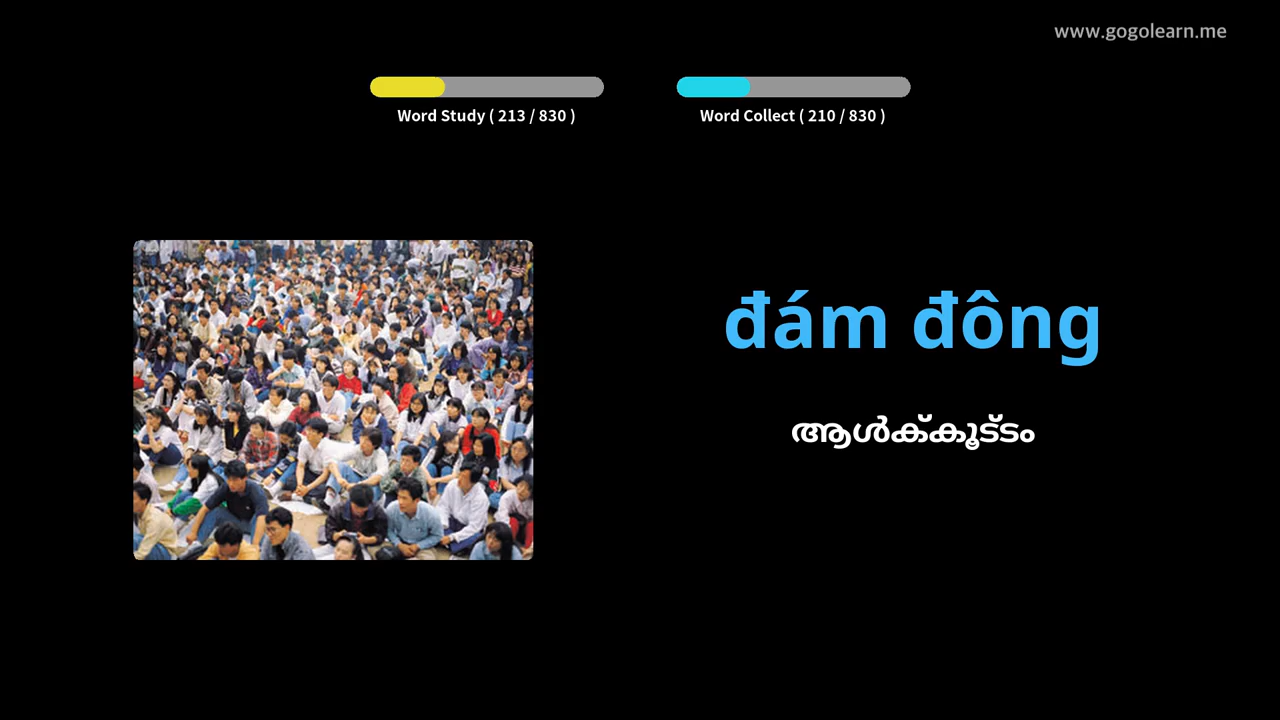 www.gogolearn.me
Word Study ( 213 / 830 )
Word Collect ( 210 / 830 )
đám đông
ആൾക്കൂട്ടം